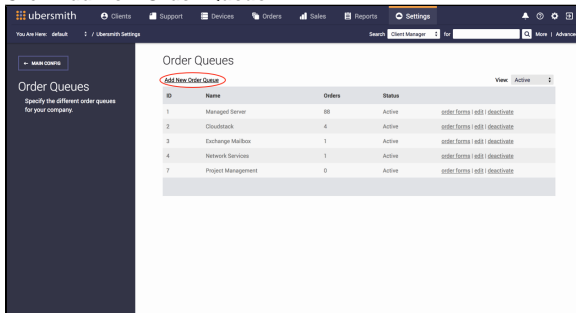 ubersmith
Clients
Support
Devices
Orders
Sales
Reports
Settings
You Are Here: default / Ubersmith Settings
Search Client Manager for
More | Advanced
← MAIN CONFIG
Order Queues
Specify the different order queues
for your company.
Order Queues
Add New Order Queue
View: Active
ID Name Orders Status
1 Managed Server 88 Active order forms | edit | deactivate
2 Cloudstack 4 Active order forms | edit | deactivate
3 Exchange Mailbox 1 Active order forms | edit | deactivate
4 Network Services 1 Active order forms | edit | deactivate
7 Project Management 0 Active order forms | edit | deactivate